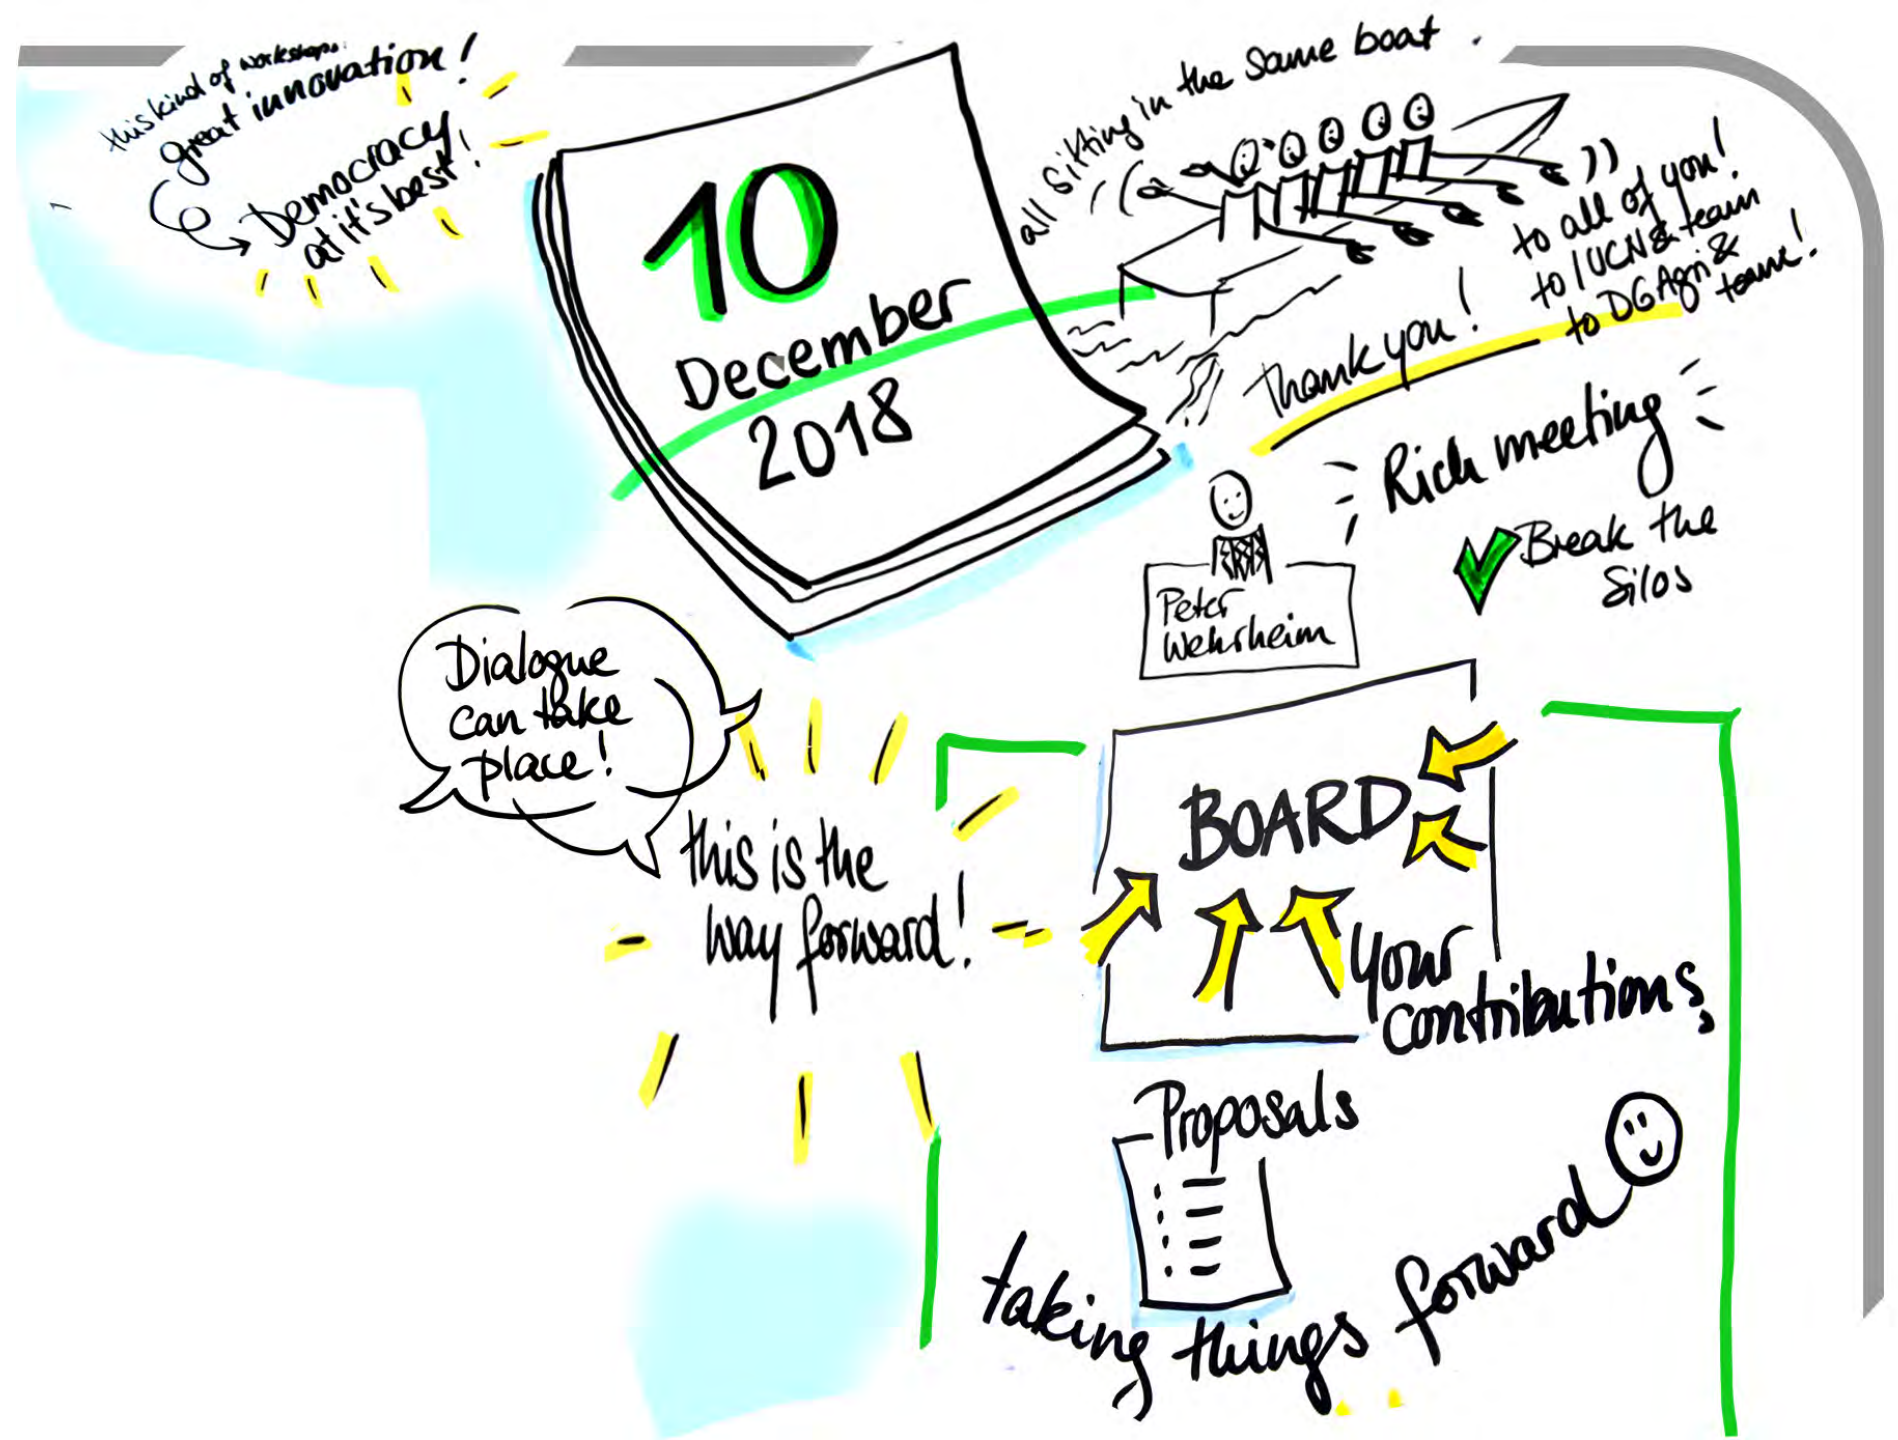 this kind of workshops:
great innovation!
Democracy
at it's best!
10
December
2018
all sitting in the same boat.
Thank you!
to all of you!
to IUCN & team
to DG Agri &
team!
Rich meeting
Break the
silos
Peter
Wehrheim
Dialogue
can take
place!
this is the
way forward!
BOARD
your
contributions
Proposals
taking things forward